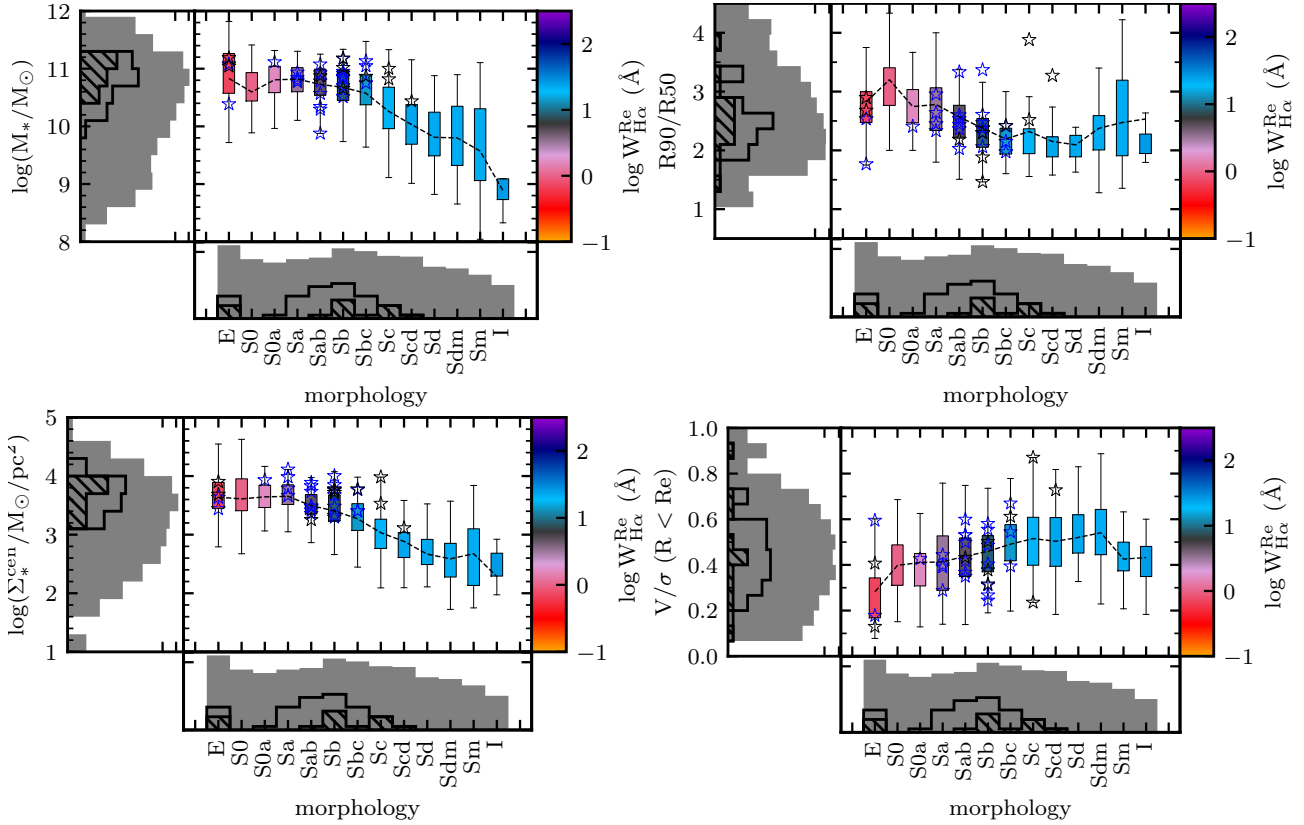 12
11
10
9
8
log(M∗/M⊙)
2
1
0
−1
log W^Re_Hα (Å)
E
S0
S0a
Sa
Sab
Sb
Sbc
Sc
Scd
Sd
Sdm
Sm
I
morphology
4
3
2
1
R90/R50
2
1
0
−1
log W^Re_Hα (Å)
E
S0
S0a
Sa
Sab
Sb
Sbc
Sc
Scd
Sd
Sdm
Sm
I
morphology
5
4
3
2
1
log(Σ∗^cen/M⊙/pc²)
2
1
0
−1
log W^Re_Hα (Å)
E
S0
S0a
Sa
Sab
Sb
Sbc
Sc
Scd
Sd
Sdm
Sm
I
morphology
1.0
0.8
0.6
0.4
0.2
0.0
V/σ (R < Re)
2
1
0
−1
log W^Re_Hα (Å)
E
S0
S0a
Sa
Sab
Sb
Sbc
Sc
Scd
Sd
Sdm
Sm
I
morphology